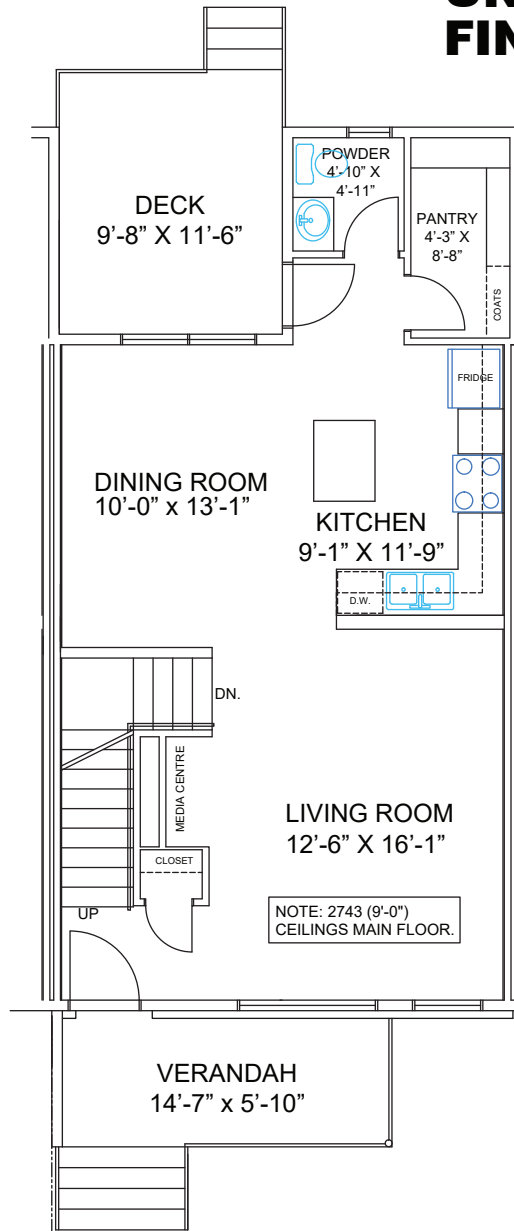 DECK
9'-8” X 11'-6”
POWDER
4'-10” X
4'-11”
PANTRY
4'-3” X
8'-8”
COATS
FRIDGE
DINING ROOM
10'-0” x 13'-1”
KITCHEN
9'-1” X 11'-9”
D.W.
DN.
MEDIA CENTRE
LIVING ROOM
12'-6” X 16'-1”
CLOSET
NOTE: 2743 (9'-0")
CEILINGS MAIN FLOOR.
UP
VERANDAH
14'-7” x 5'-10”